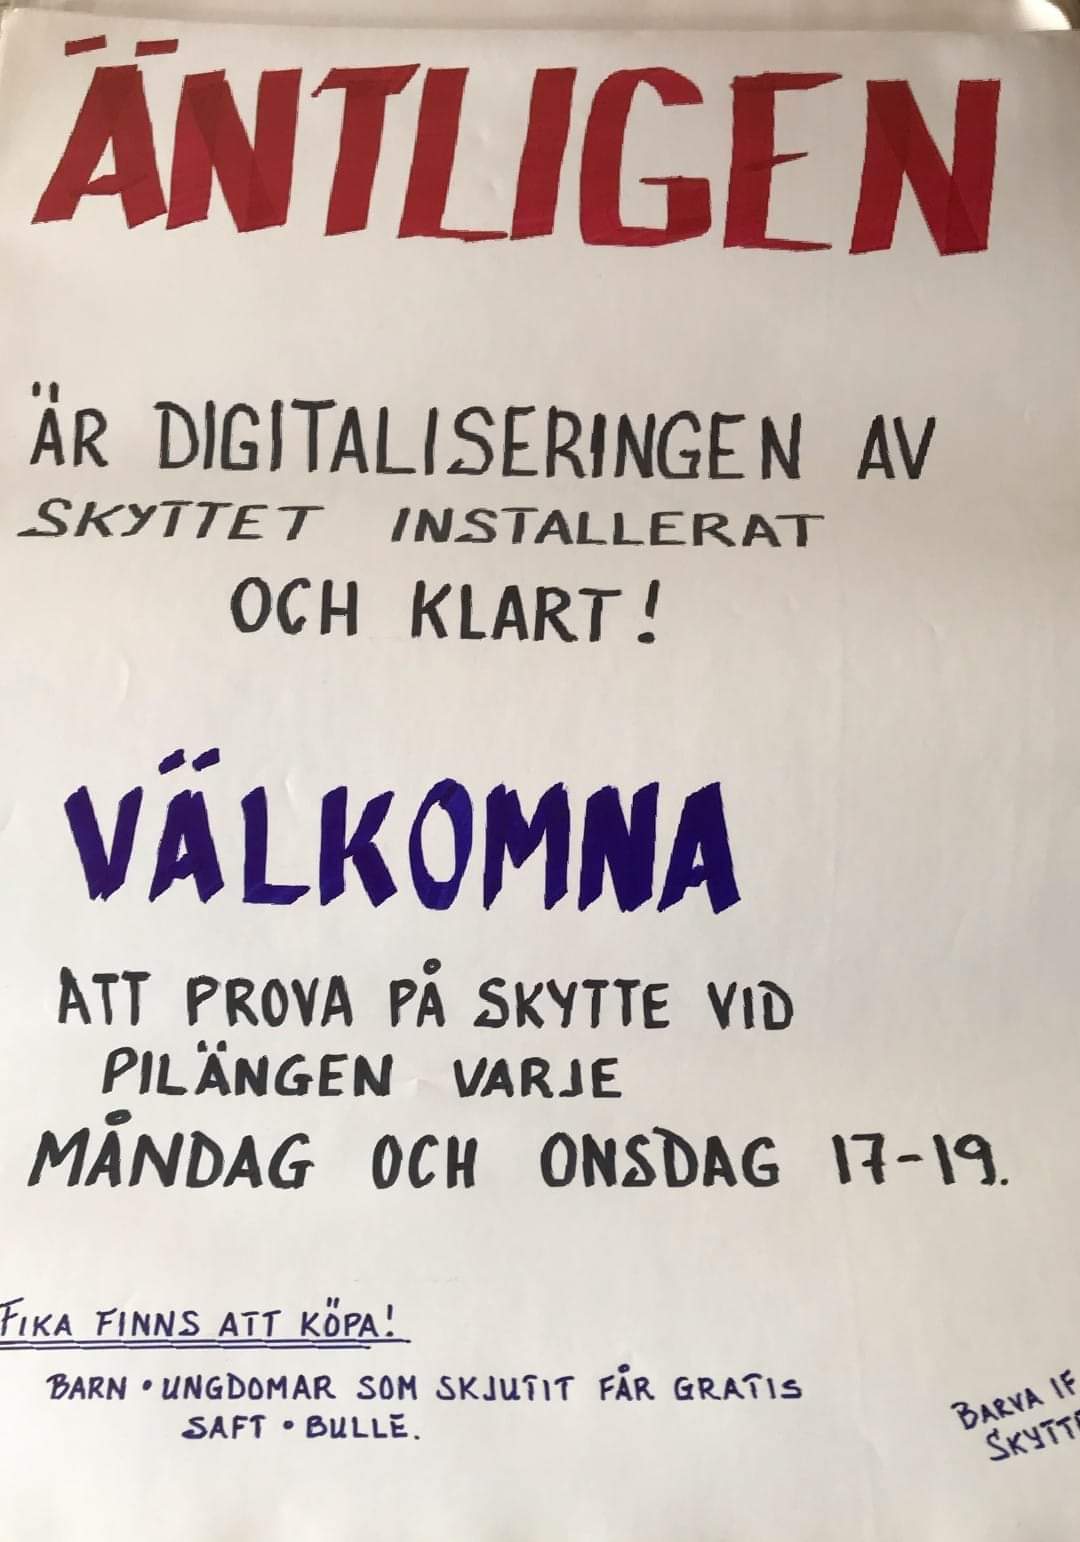 ÄNTLIGEN
ÄR DIGITALISERINGEN AV
SKYTTET INSTALLERAT
OCH KLART!
VÄLKOMNA
ATT PROVA PÅ SKYTTE VID
PILÄNGEN VARJE
MÅNDAG OCH ONSDAG 17-19.
FIKA FINNS ATT KÖPA!
BARN • UNGDOMAR SOM SKJUTIT FÅR GRATIS
SAFT • BULLE.
BARVA IF
SKYTTE